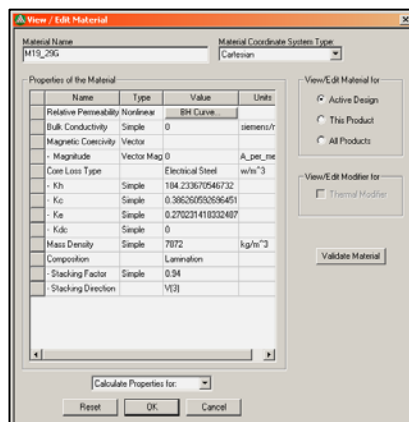 View / Edit Material
Material Name
Material Coordinate System Type:
M19_29G
Cartesian
Properties of the Material
View/Edit Material for
Name Type Value Units
Relative Permeability Nonlinear BH Curve...
Active Design
Bulk Conductivity Simple 0 siemens/r
This Product
Magnetic Coercivity Vector
- Magnitude Vector Mag 0 A_per_me
All Products
Core Loss Type Electrical Steel w/m^3
- Kh Simple 184.233670546732
View/Edit Modifier for
- Kc Simple 0.386260592696451
Thermal Modifier
- Ke Simple 0.270231418332487
- Kdc Simple 0
Mass Density Simple 7872 kg/m^3
Validate Material
Composition Lamination
- Stacking Factor Simple 0.94
- Stacking Direction V(3)
Calculate Properties for:
Reset OK Cancel